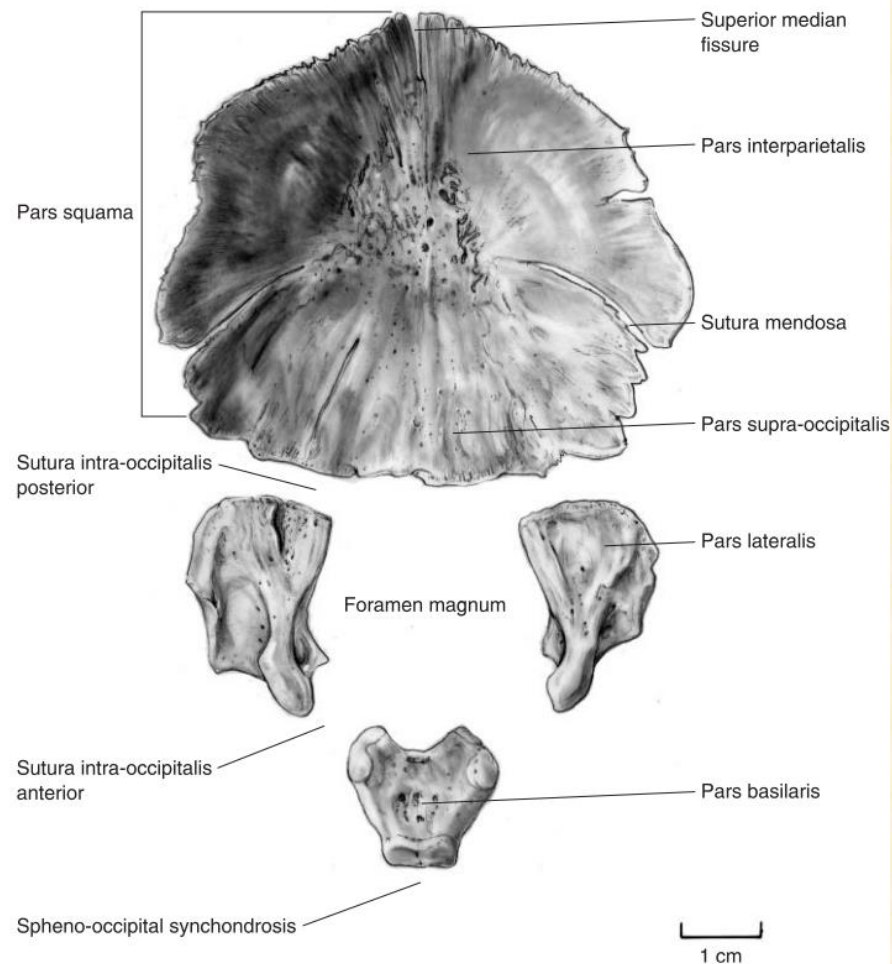 Superior median
fissure
Pars interparietalis
Pars squama
Sutura mendosa
Pars supra-occipitalis
Sutura intra-occipitalis
posterior
Pars lateralis
Foramen magnum
Sutura intra-occipitalis
anterior
Pars basilaris
Spheno-occipital synchondrosis
1 cm